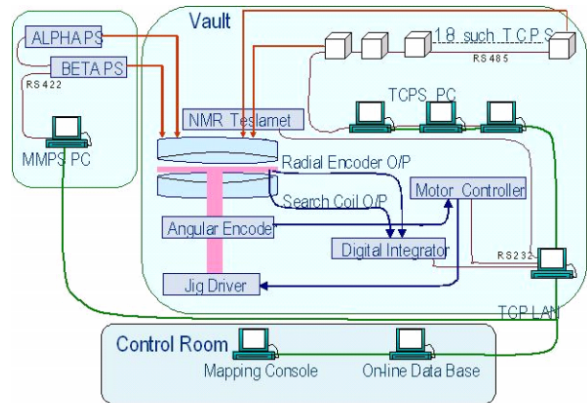 Vault
ALPHA PS
BETA PS
RS422
MMPS PC
18 such T.C.P.S
RS485
TCPS PC
NMR Teslamet
Radial Encoder O/P
Search Coil O/P
Motor Controller
Angular Encode
Digital Integrator
RS232
Jig Driver
TCP LAN
Control Room
Mapping Console
On-line Data Base